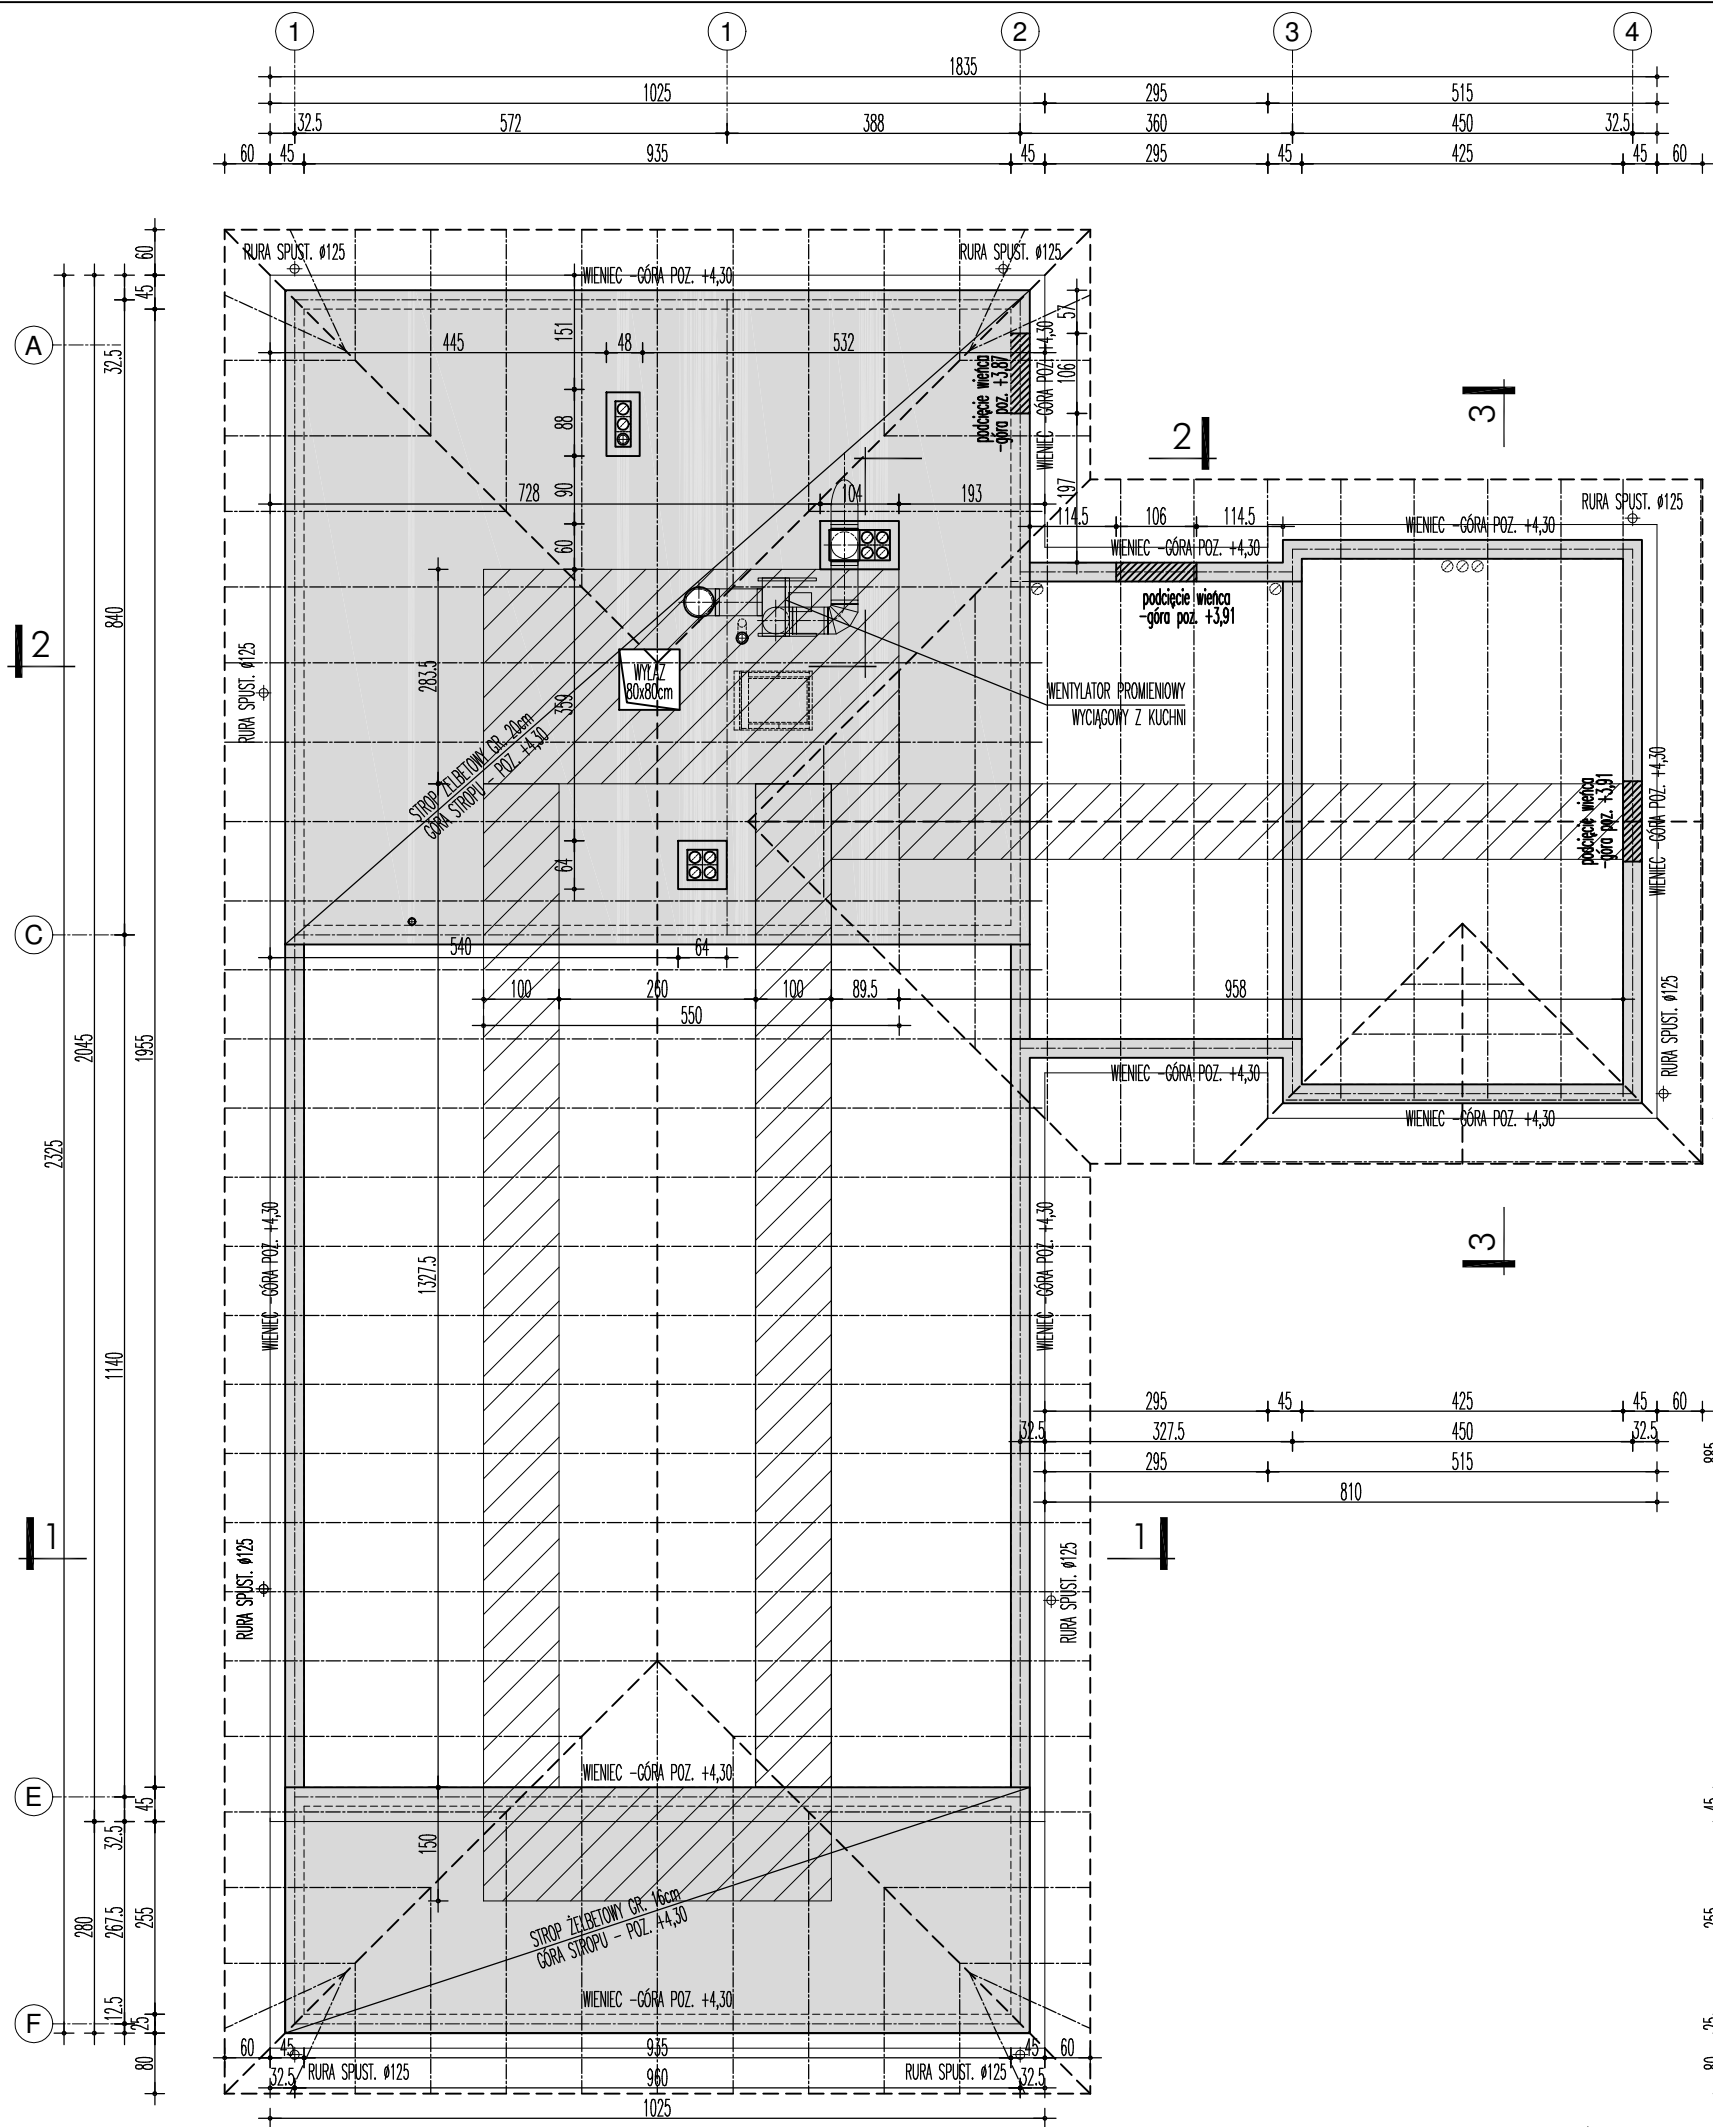 1 1 2 3 4
1835
1025 295 515
32.5 572 388 360 450 32.5
60 45 935 45 295 45 425 45 60
RURA SPUST. ø125
RURA SPUST. ø125
WIENIEC -GÓRA POZ. +4,30
60
45
A
32.5
151
445 48 532
57
106
197
podcięcie wieńca
-góra poz. +3,87
WIENIEC -GÓRA POZ. +4,30
88
90
60
728 104 193
3
2
114.5 106 114.5
WIENIEC -GÓRA POZ. +4,30
podcięcie wieńca
-góra poz. +3,91
RURA SPUST. ø125
WIENIEC -GÓRA POZ. +4,30
840
2
RURA SPUST. ø125
283.5
359
WYŁAZ
80x80cm
WENTYLATOR PROMIENIOWY
WYCIĄGOWY Z KUCHNI
STROP ŻELBETOWY GR. 20cm
GÓRA STROPU - POZ. +4,30
podcięcie wieńca
-góra poz. +3,91
WIENIEC -GÓRA POZ. +4,30
64
C
540 64
100 260 100 89.5 958
550
RURA SPUST. ø125
2045
1955
2325
WIENIEC -GÓRA POZ. +4,30
WIENIEC -GÓRA POZ. +4,30
WIENIEC -GÓRA POZ. +4,30
WIENIEC -GÓRA POZ. +4,30
3
1327.5
1140
295 45 425 45 60
32.5 327.5 450 32.5
295 515
810
885
1
1
RURA SPUST. ø125
RURA SPUST. ø125
WIENIEC -GÓRA POZ. +4,30
E
45
32.5
150
45
280
267.5
255
255
STROP ŻELBETOWY GR. 16cm
GÓRA STROPU - POZ. +4,30
WIENIEC -GÓRA POZ. +4,30
F
12.5
25
25
80
80
60 45 935 45 60
32.5 RURA SPUST. ø125 960 RURA SPUST. ø125 32.5
1025